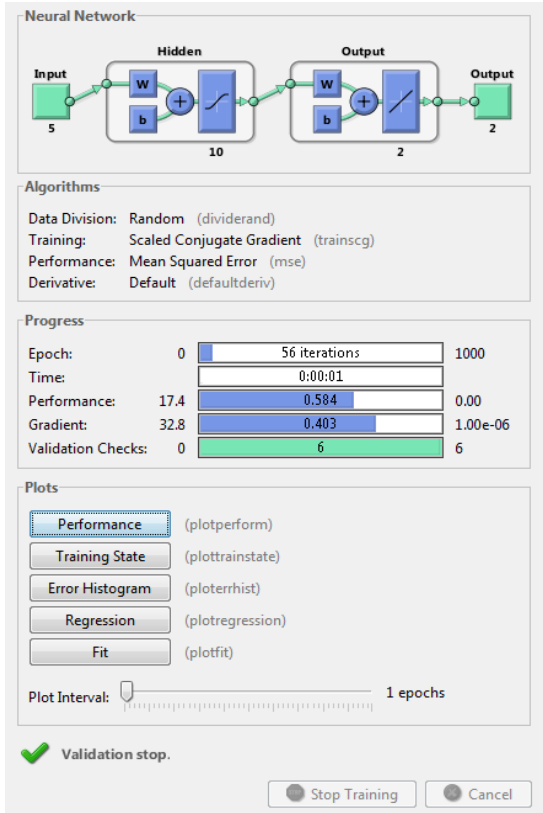 Neural Network
Hidden Output
Input W W Output
b b
5 10 2 2
Algorithms
Data Division: Random (dividerand)
Training: Scaled Conjugate Gradient (trainscg)
Performance: Mean Squared Error (mse)
Derivative: Default (defaultderiv)
Progress
Epoch: 0 56 iterations 1000
Time: 0:00:01
Performance: 17.4 0.584 0.00
Gradient: 32.8 0.403 1.00e-06
Validation Checks: 0 6 6
Plots
Performance (plotperform)
Training State (plottrainstate)
Error Histogram (ploterrhist)
Regression (plotregression)
Fit (plotfit)
Plot Interval: 1 epochs
Validation stop.
Stop Training Cancel